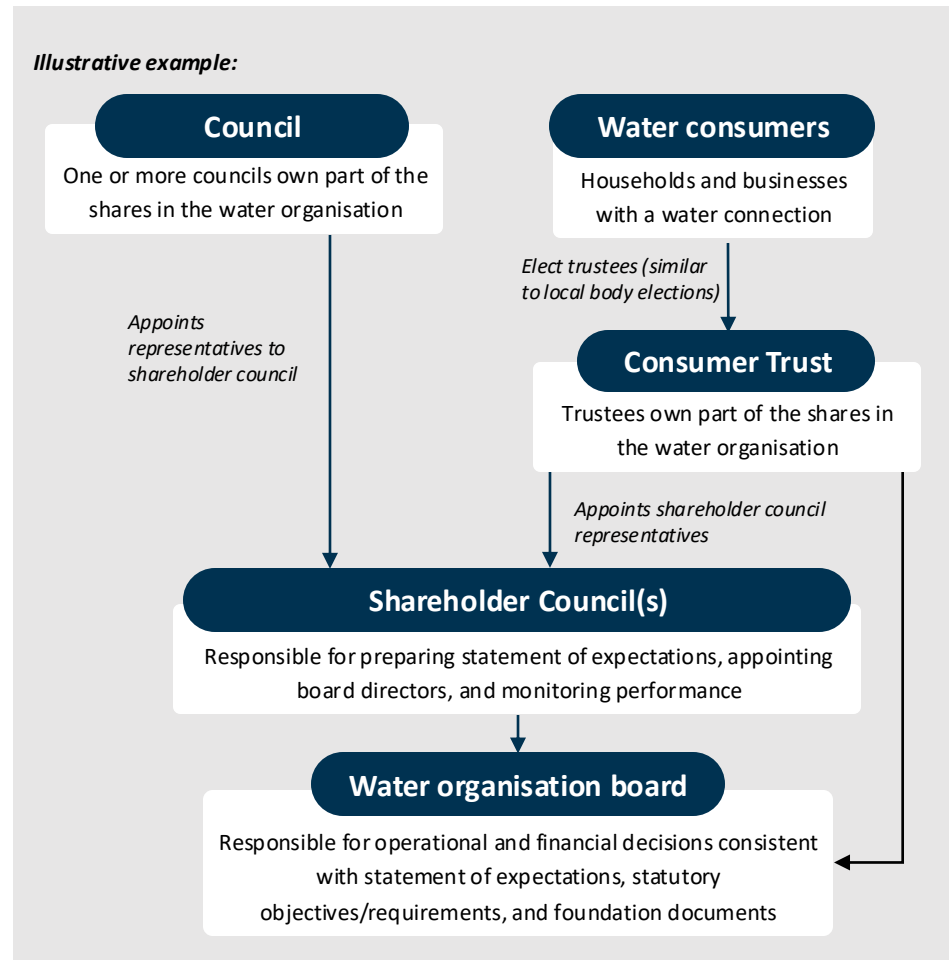 Illustrative example:
Council
One or more councils own part of the
shares in the water organisation
Water consumers
Households and businesses
with a water connection
Elect trustees (similar
to local body elections)
Appoints
representatives to
shareholder council
Consumer Trust
Trustees own part of the shares in
the water organisation
Appoints shareholder council
representatives
Shareholder Council(s)
Responsible for preparing statement of expectations, appointing
board directors, and monitoring performance
Water organisation board
Responsible for operational and financial decisions consistent
with statement of expectations, statutory
objectives/requirements, and foundation documents